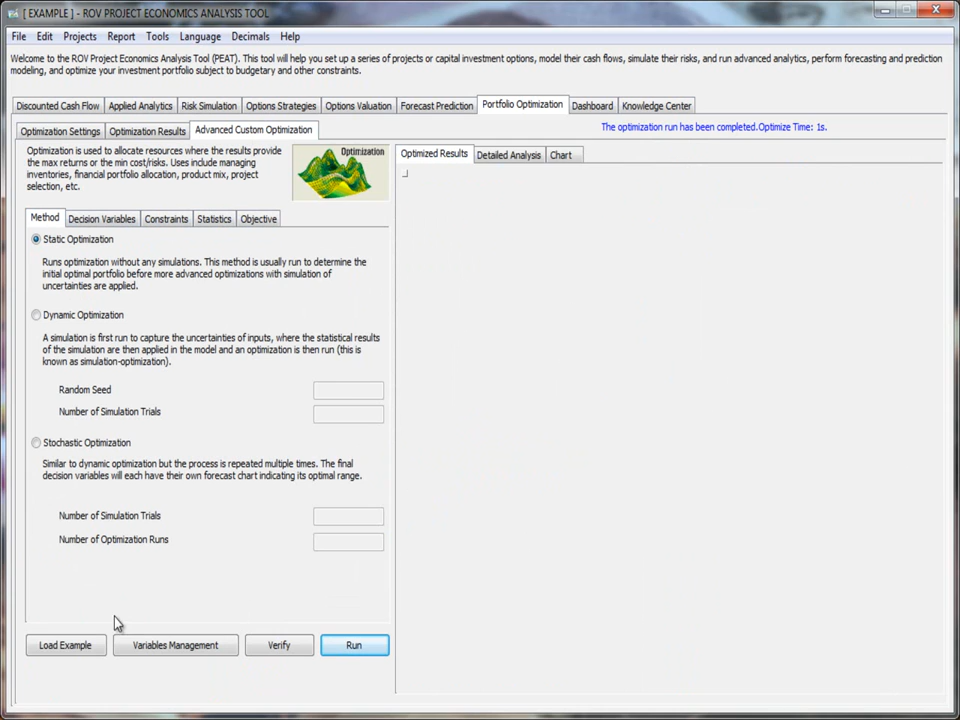 [ EXAMPLE ] - ROV PROJECT ECONOMICS ANALYSIS TOOL
File Edit Projects Report Tools Language Decimals Help
Welcome to the ROV Project Economics Analysis Tool (PEAT). This tool will help you set up a series of projects or capital investment options, model their cash flows, simulate their risks, and run advanced analytics, perform forecasting and prediction
modeling, and optimize your investment portfolio subject to budgetary and other constraints.
Discounted Cash Flow Applied Analytics Risk Simulation Options Strategies Options Valuation Forecast Prediction Portfolio Optimization Dashboard Knowledge Center
Optimization Settings Optimization Results Advanced Custom Optimization
The optimization run has been completed.Optimize Time: 1s.
Optimization is used to allocate resources where the results provide
the max returns or the min cost/risks. Uses include managing
inventories, financial portfolio allocation, product mix, project
selection, etc.
Optimization
Method Decision Variables Constraints Statistics Objective
Static Optimization
Runs optimization without any simulations. This method is usually run to determine the
initial optimal portfolio before more advanced optimizations with simulation of
uncertainties are applied.
Dynamic Optimization
A simulation is first run to capture the uncertainties of inputs, where the statistical results
of the simulation are then applied in the model and an optimization is then run (this is
known as simulation-optimization).
Random Seed
Number of Simulation Trials
Stochastic Optimization
Similar to dynamic optimization but the process is repeated multiple times. The final
decision variables will each have their own forecast chart indicating its optimal range.
Number of Simulation Trials
Number of Optimization Runs
Load Example Variables Management Verify Run
Optimized Results Detailed Analysis Chart